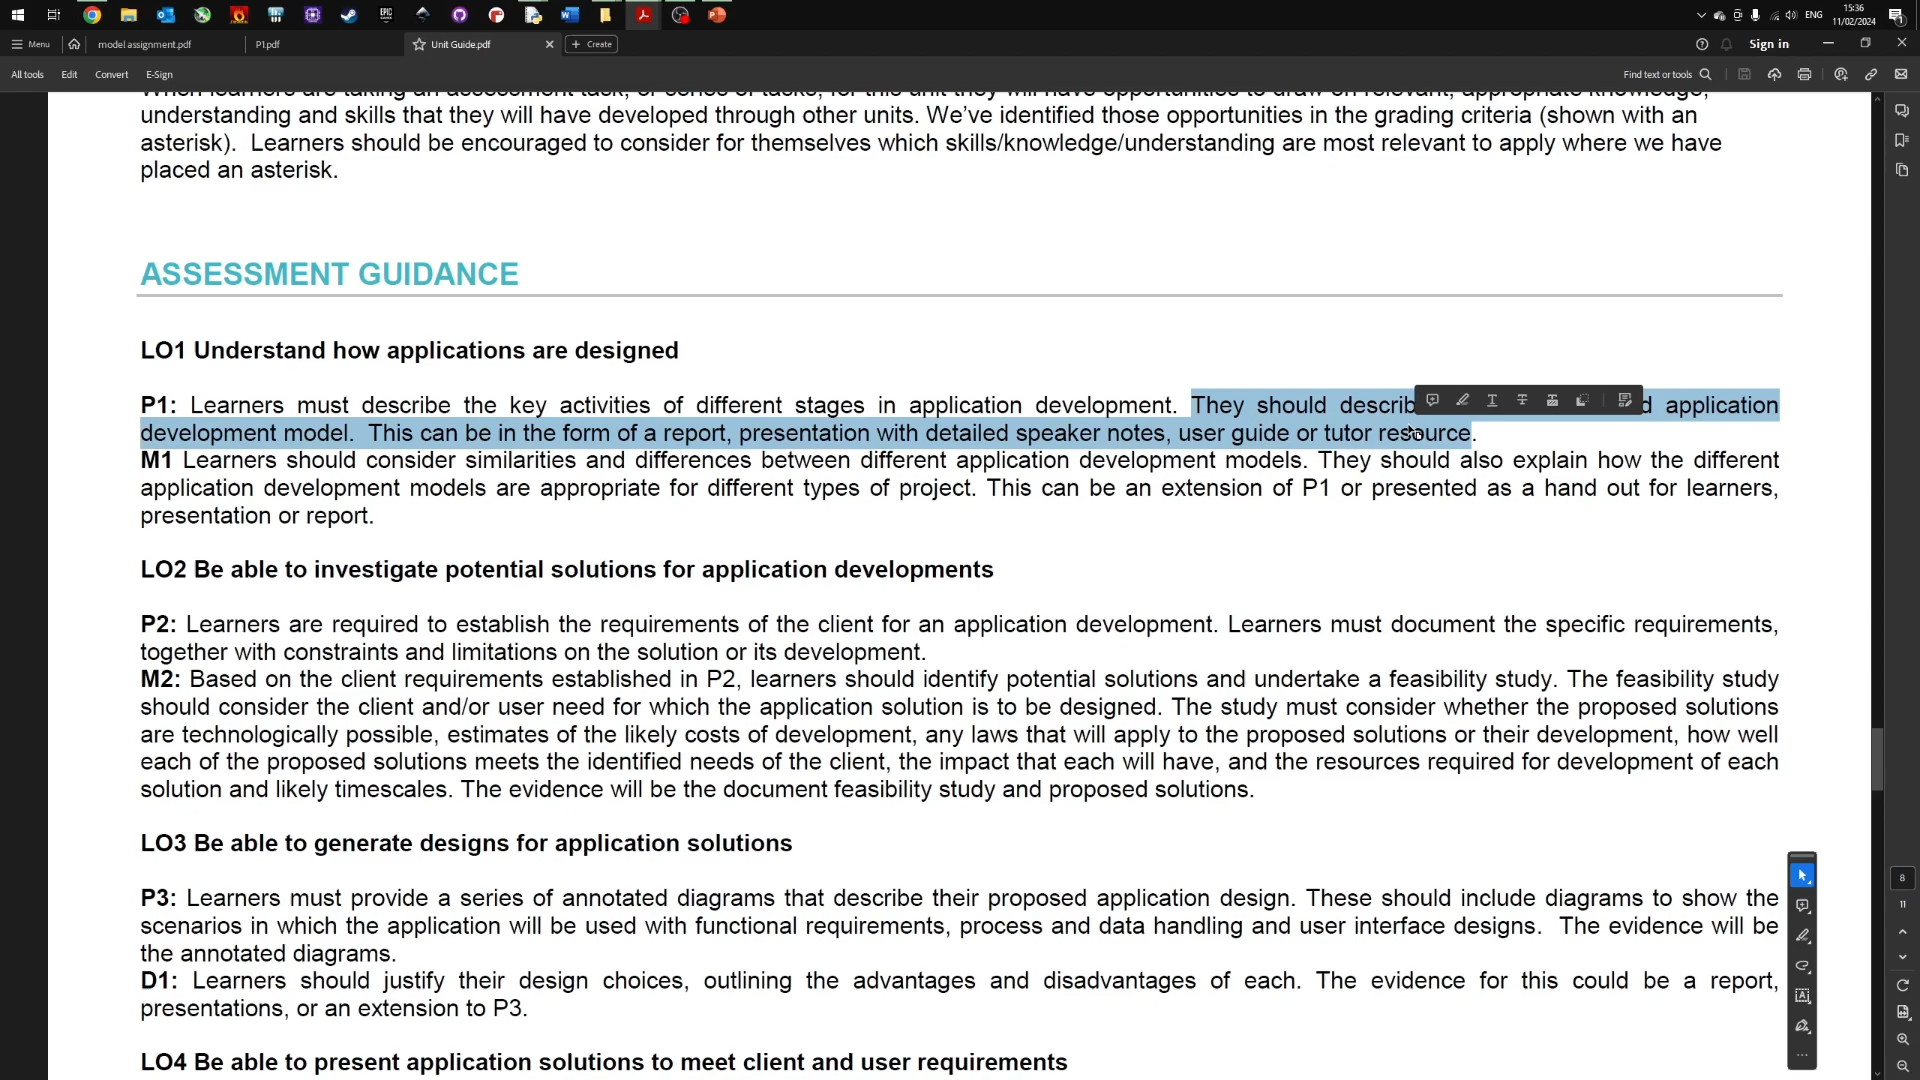 15:36
ENG
11/02/2024
Menu
model assignment.pdf
P1.pdf
Unit Guide.pdf
Create
Sign in
All tools
Edit
Convert
E-Sign
Find text or tools
understanding and skills that they will have developed through other units. We've identified those opportunities in the grading criteria (shown with an
asterisk). Learners should be encouraged to consider for themselves which skills/knowledge/understanding are most relevant to apply where we have
placed an asterisk.
ASSESSMENT GUIDANCE
LO1 Understand how applications are designed
P1: Learners must describe the key activities of different stages in application development. They should describ d application
development model. This can be in the form of a report, presentation with detailed speaker notes, user guide or tutor resource.
M1 Learners should consider similarities and differences between different application development models. They should also explain how the different
application development models are appropriate for different types of project. This can be an extension of P1 or presented as a hand out for learners,
presentation or report.
LO2 Be able to investigate potential solutions for application developments
P2: Learners are required to establish the requirements of the client for an application development. Learners must document the specific requirements,
together with constraints and limitations on the solution or its development.
M2: Based on the client requirements established in P2, learners should identify potential solutions and undertake a feasibility study. The feasibility study
should consider the client and/or user need for which the application solution is to be designed. The study must consider whether the proposed solutions
are technologically possible, estimates of the likely costs of development, any laws that will apply to the proposed solutions or their development, how well
each of the proposed solutions meets the identified needs of the client, the impact that each will have, and the resources required for development of each
solution and likely timescales. The evidence will be the document feasibility study and proposed solutions.
LO3 Be able to generate designs for application solutions
P3: Learners must provide a series of annotated diagrams that describe their proposed application design. These should include diagrams to show the
scenarios in which the application will be used with functional requirements, process and data handling and user interface designs. The evidence will be
the annotated diagrams.
D1: Learners should justify their design choices, outlining the advantages and disadvantages of each. The evidence for this could be a report,
presentations, or an extension to P3.
LO4 Be able to present application solutions to meet client and user requirements
8
11